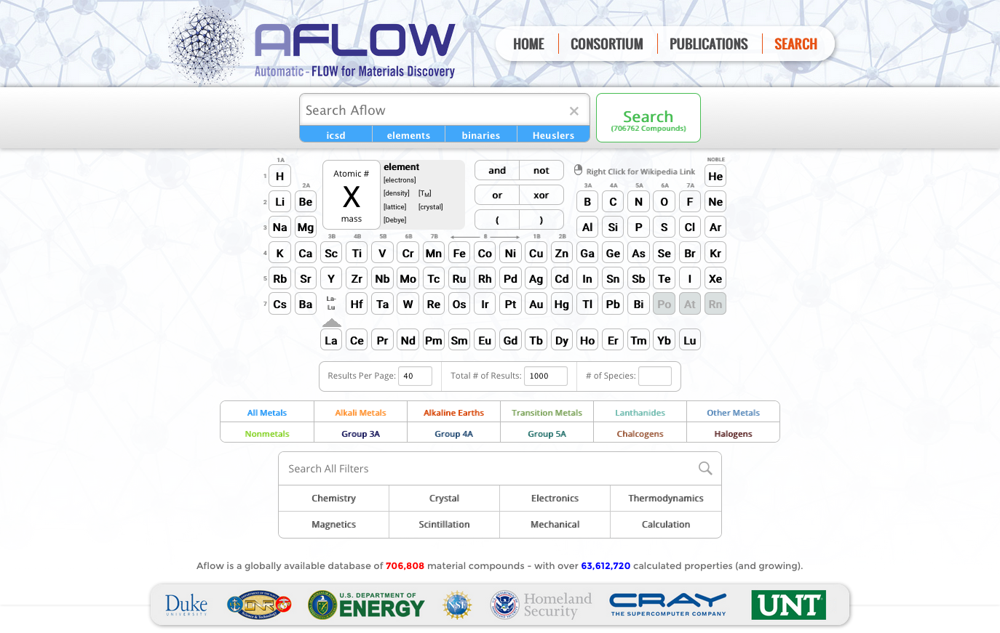 AFLOW
Automatic - FLOW for Materials Discovery
HOME CONSORTIUM PUBLICATIONS SEARCH
Search Aflow
icsd elements binaries Heuslers
Search
(706762 Compounds)
1A
NOBLE
1 H
Atomic #
X
mass
element
[electrons]
[density] [TM]
[lattice] [crystal]
[Debye]
and not
or xor
( )
Right Click for Wikipedia Link
He
2A 3A 4A 5A 6A 7A
2 Li Be B C N O F Ne
3 Na Mg Al Si P S Cl Ar
3B 4B 5B 6B 7B 8 1B 2B
4 K Ca Sc Ti V Cr Mn Fe Co Ni Cu Zn Ga Ge As Se Br Kr
5 Rb Sr Y Zr Nb Mo Tc Ru Rh Pd Ag Cd In Sn Sb Te I Xe
7 Cs Ba La-Lu Hf Ta W Re Os Ir Pt Au Hg Tl Pb Bi Po At Rn
La Ce Pr Nd Pm Sm Eu Gd Tb Dy Ho Er Tm Yb Lu
Results Per Page: 40 Total # of Results: 1000 # of Species:
All Metals Alkali Metals Alkaline Earths Transition Metals Lanthanides Other Metals
Nonmetals Group 3A Group 4A Group 5A Chalcogens Halogens
Search All Filters
Chemistry Crystal Electronics Thermodynamics
Magnetics Scintillation Mechanical Calculation
Aflow is a globally available database of 706,808 material compounds - with over 63,612,720 calculated properties (and growing).
Duke
UNIVERSITY
ONR
Science & Technology
U.S. DEPARTMENT OF
ENERGY
NSF
Homeland
Security
CRAY
THE SUPERCOMPUTER COMPANY
UNT